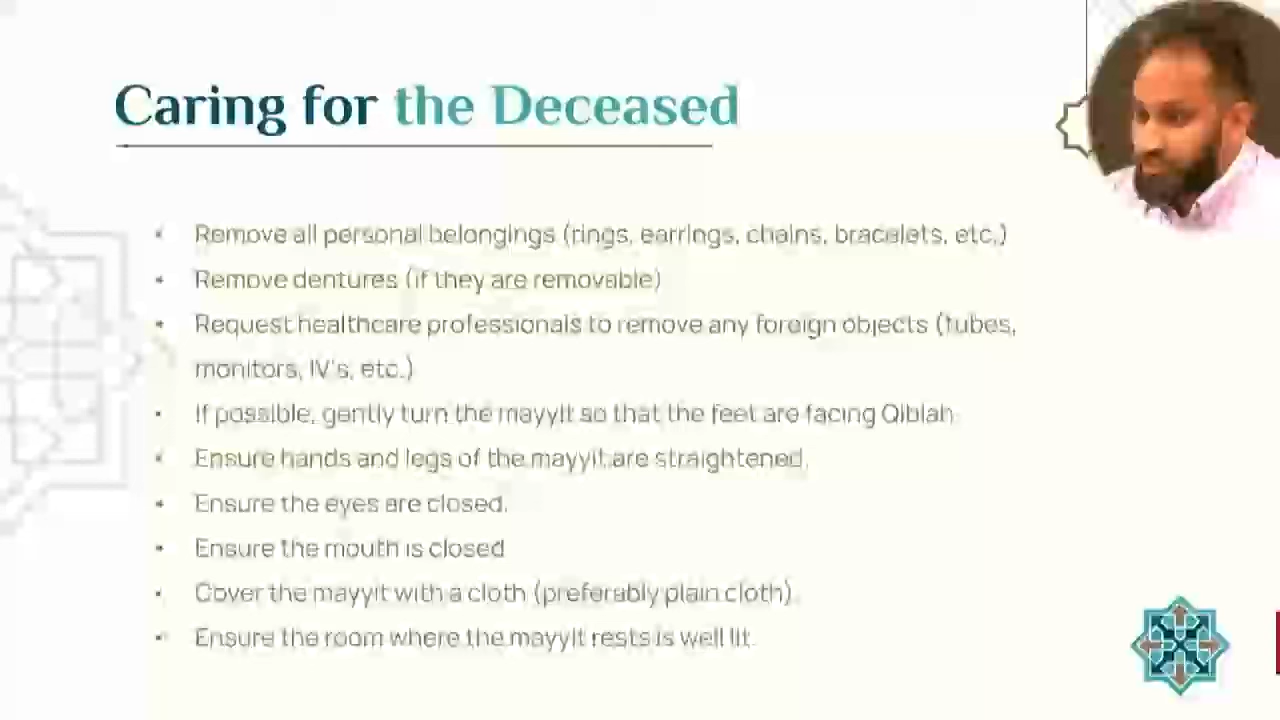 Caring for the Deceased
• Remove all personal belongings (rings, earrings, chains, bracelets, etc.)
• Remove dentures (if they are removable)
• Request healthcare professionals to remove any foreign objects (tubes,
monitors, IV's, etc.)
• If possible, gently turn the mayyit so that the feet are facing Qiblah
• Ensure hands and legs of the mayyit are straightened.
• Ensure the eyes are closed.
• Ensure the mouth is closed
• Cover the mayyit with a cloth (preferably plain cloth).
• Ensure the room where the mayyit rests is well lit.